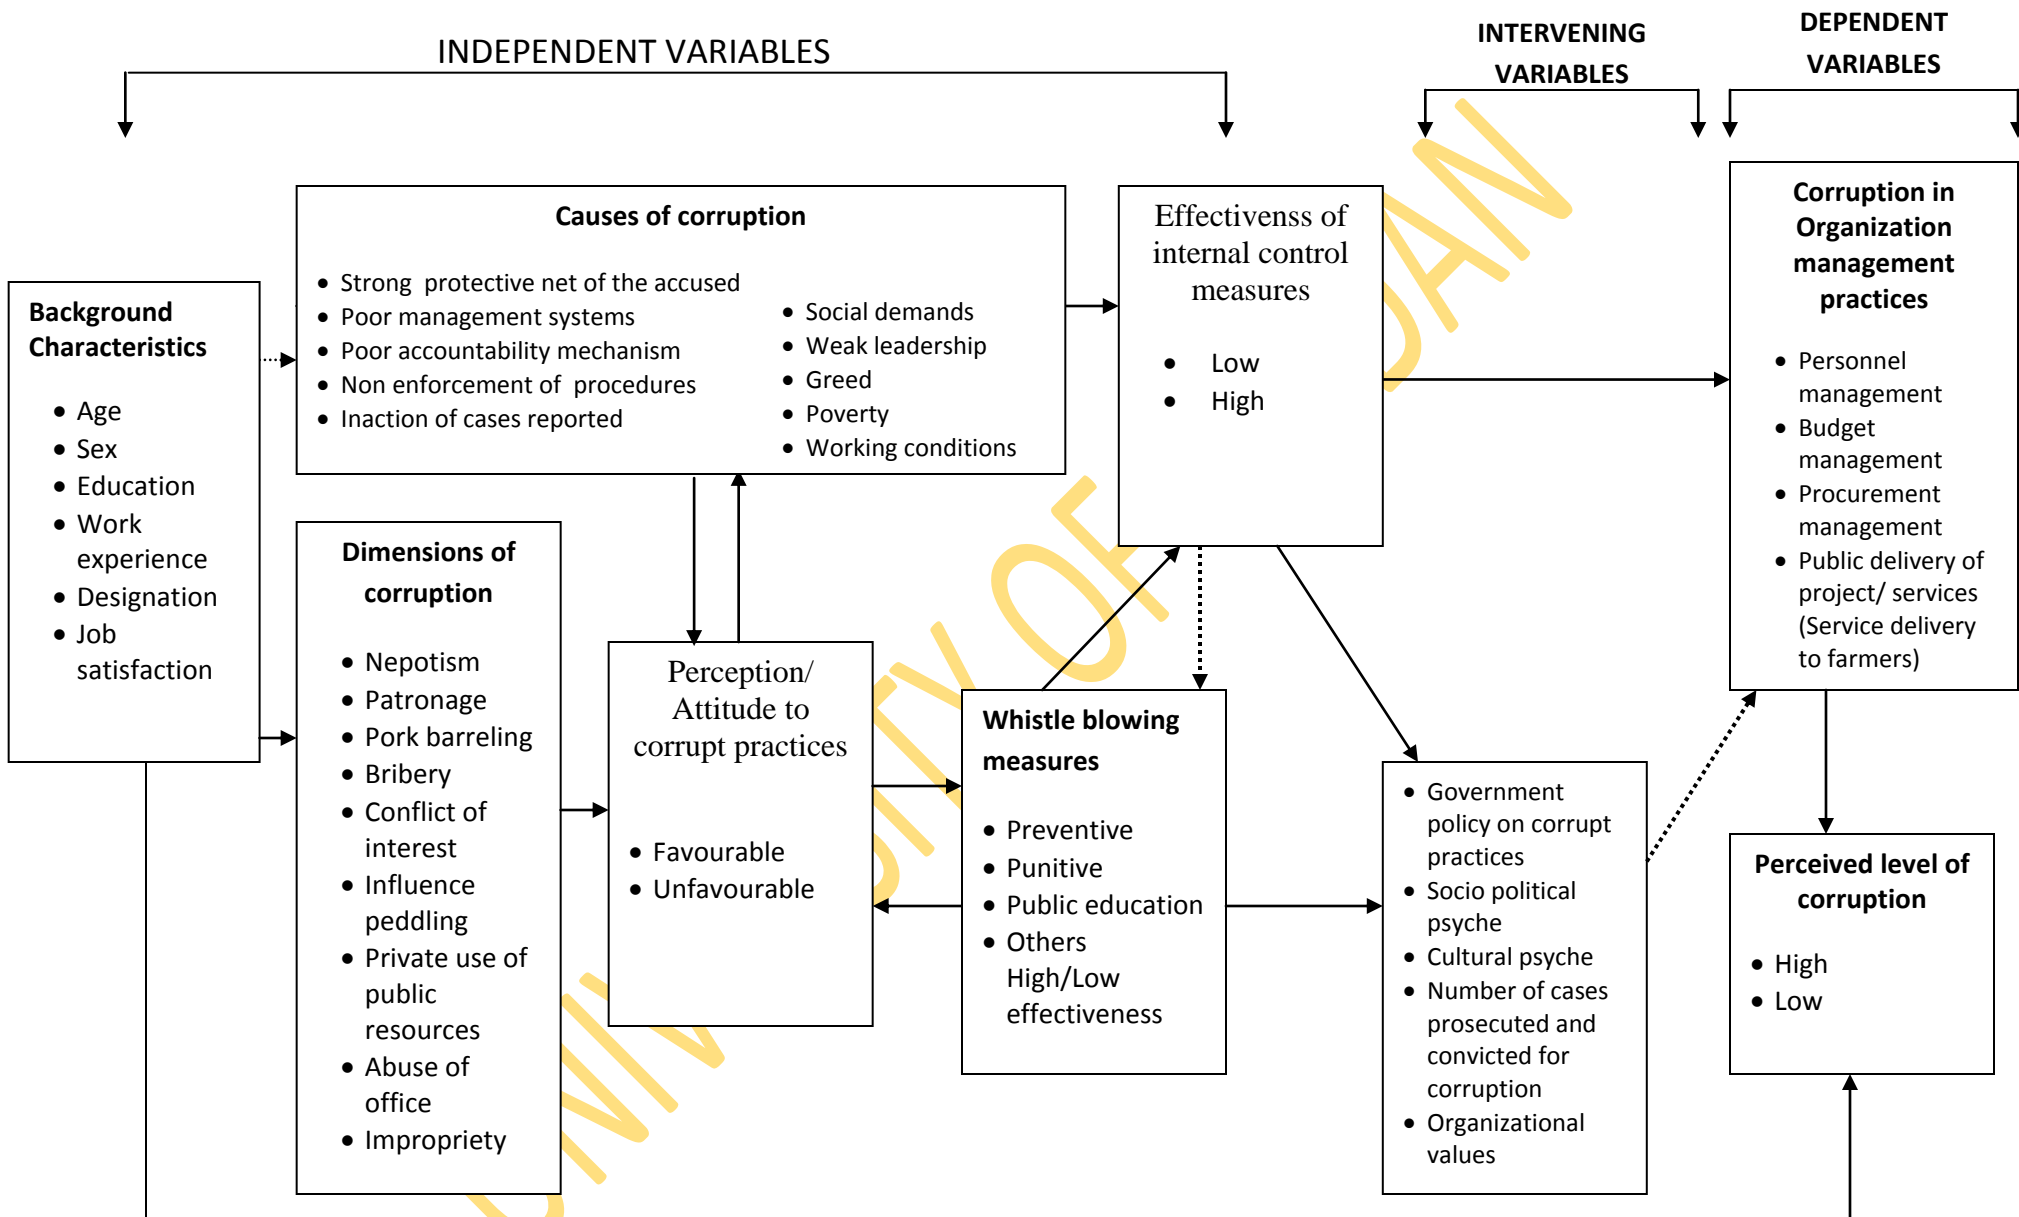 INDEPENDENT VARIABLES
INTERVENING
VARIABLES
DEPENDENT
VARIABLES
Background
Characteristics
• Age
• Sex
• Education
• Work
experience
• Designation
• Job
satisfaction
Causes of corruption
• Strong protective net of the accused
• Poor management systems
• Poor accountability mechanism
• Non enforcement of procedures
• Inaction of cases reported
• Social demands
• Weak leadership
• Greed
• Poverty
• Working conditions
Dimensions of
corruption
• Nepotism
• Patronage
• Pork barreling
• Bribery
• Conflict of
interest
• Influence
peddling
• Private use of
public
resources
• Abuse of
office
• Impropriety
Perception/
Attitude to
corrupt practices
• Favourable
• Unfavourable
Effectivenss of
internal control
measures
• Low
• High
Whistle blowing
measures
• Preventive
• Punitive
• Public education
• Others
High/Low
effectiveness
• Government
policy on corrupt
practices
• Socio political
psyche
• Cultural psyche
• Number of cases
prosecuted and
convicted for
corruption
• Organizational
values
Corruption in
Organization
management
practices
• Personnel
management
• Budget
management
• Procurement
management
• Public delivery of
project/ services
(Service delivery
to farmers)
Perceived level of
corruption
• High
• Low